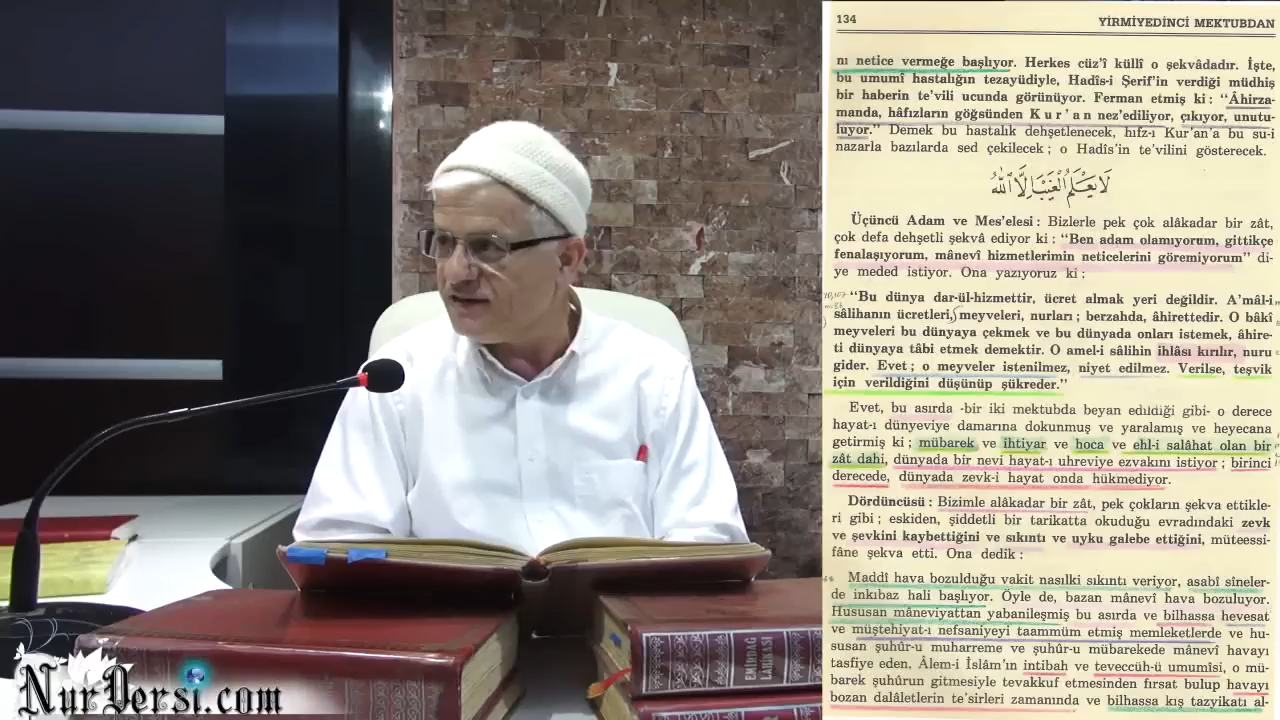 134 YİRMİYEDİNCİ MEKTUBDAN
nı netice vermeğe başlıyor. Herkes cüz'î küllî o şekvâdadır. İşte,
bu umumî hastalığın tezayüdiyle, Hadîs-i Şerif'in verdiği müdhiş
bir haberin te'vili ucunda görünüyor. Ferman etmiş ki : "Âhirza-
manda, hâfızların göğsünden K u r ' a n nez'ediliyor, çıkıyor, unutu-
luyor." Demek bu hastalık dehşetlenecek, hıfz-ı Kur'an'a bu su-i
nazarla bazılarda sed çekilecek ; o Hadîs'in te'vilini gösterecek.
لَا يَعْلَمُ الْغَيْبَ اِلَّا اللّٰهُ
Üçüncü Adam ve Mes'elesi : Bizlerle pek çok alâkadar bir zât,
çok defa dehşetli şekvâ ediyor ki : "Ben adam olamıyorum, gittikçe
fenalaşıyorum, mânevî hizmetlerimin neticelerini göremiyorum" di-
ye meded istiyor. Ona yazıyoruz ki :
"Bu dünya dar-ül-hizmettir, ücret almak yeri değildir. A'mâl-i
sâlihanın ücretleri, meyveleri, nurları ; berzahda, âhirettedir. O bâki
meyveleri bu dünyaya çekmek ve bu dünyada onları istemek, âhire-
ti dünyaya tâbi etmek demektir. O amel-i sâlihin ihlâsı kırılır, nuru
gider. Evet ; o meyveler istenilmez, niyet edilmez. Verilse, teşvik
için verildiğini düşünüp şükreder."
Evet, bu asırda -bir iki mektubda beyan edildiği gibi- o derece
hayat-ı dünyeviye damarına dokunmuş ve yaralamış ve heyecana
getirmiş ki ; mübarek ve ihtiyar ve hoca ve ehl-i salâhat olan bir
zât dahi, dünyada bir nevi hayat-ı uhreviye ezvakını istiyor ; birinci
derecede, dünyada zevk-i hayat onda hükmediyor.
Dördüncüsü : Bizimle alâkadar bir zât, pek çokların şekva ettikle-
ri gibi ; eskiden, şiddetli bir tarikatta okuduğu evradındaki zevk
ve şevkini kaybettiğini ve sıkıntı ve uyku galebe ettiğini, müteessi-
fâne şekva etti. Ona dedik :
Maddî hava bozulduğu vakit nasılki sıkıntı veriyor, asabî sîneler-
de inkıbaz hali başlıyor. Öyle de, bazan mânevî hava bozuluyor.
Hususan mâneviyattan yabanileşmiş bu asırda ve bilhassa hevesat
ve müştehiyat-ı nefsaniyeyi taammüm etmiş memleketlerde ve hu-
susan şuhûr-u muharreme ve şuhûr-u mübarekede mânevî havayı
tasfiye eden, Âlem-i İslâm'ın intibah ve teveccüh-ü umumîsi, o mü-
barek şuhûrun gitmesiyle tevakkuf etmesinden fırsat bulup havayı
bozan dalâletlerin te'sirleri zamanında ve bilhassa kış tazyikatı al-
EMİRDAĞ
LÂHİKASI
NurDersi.com